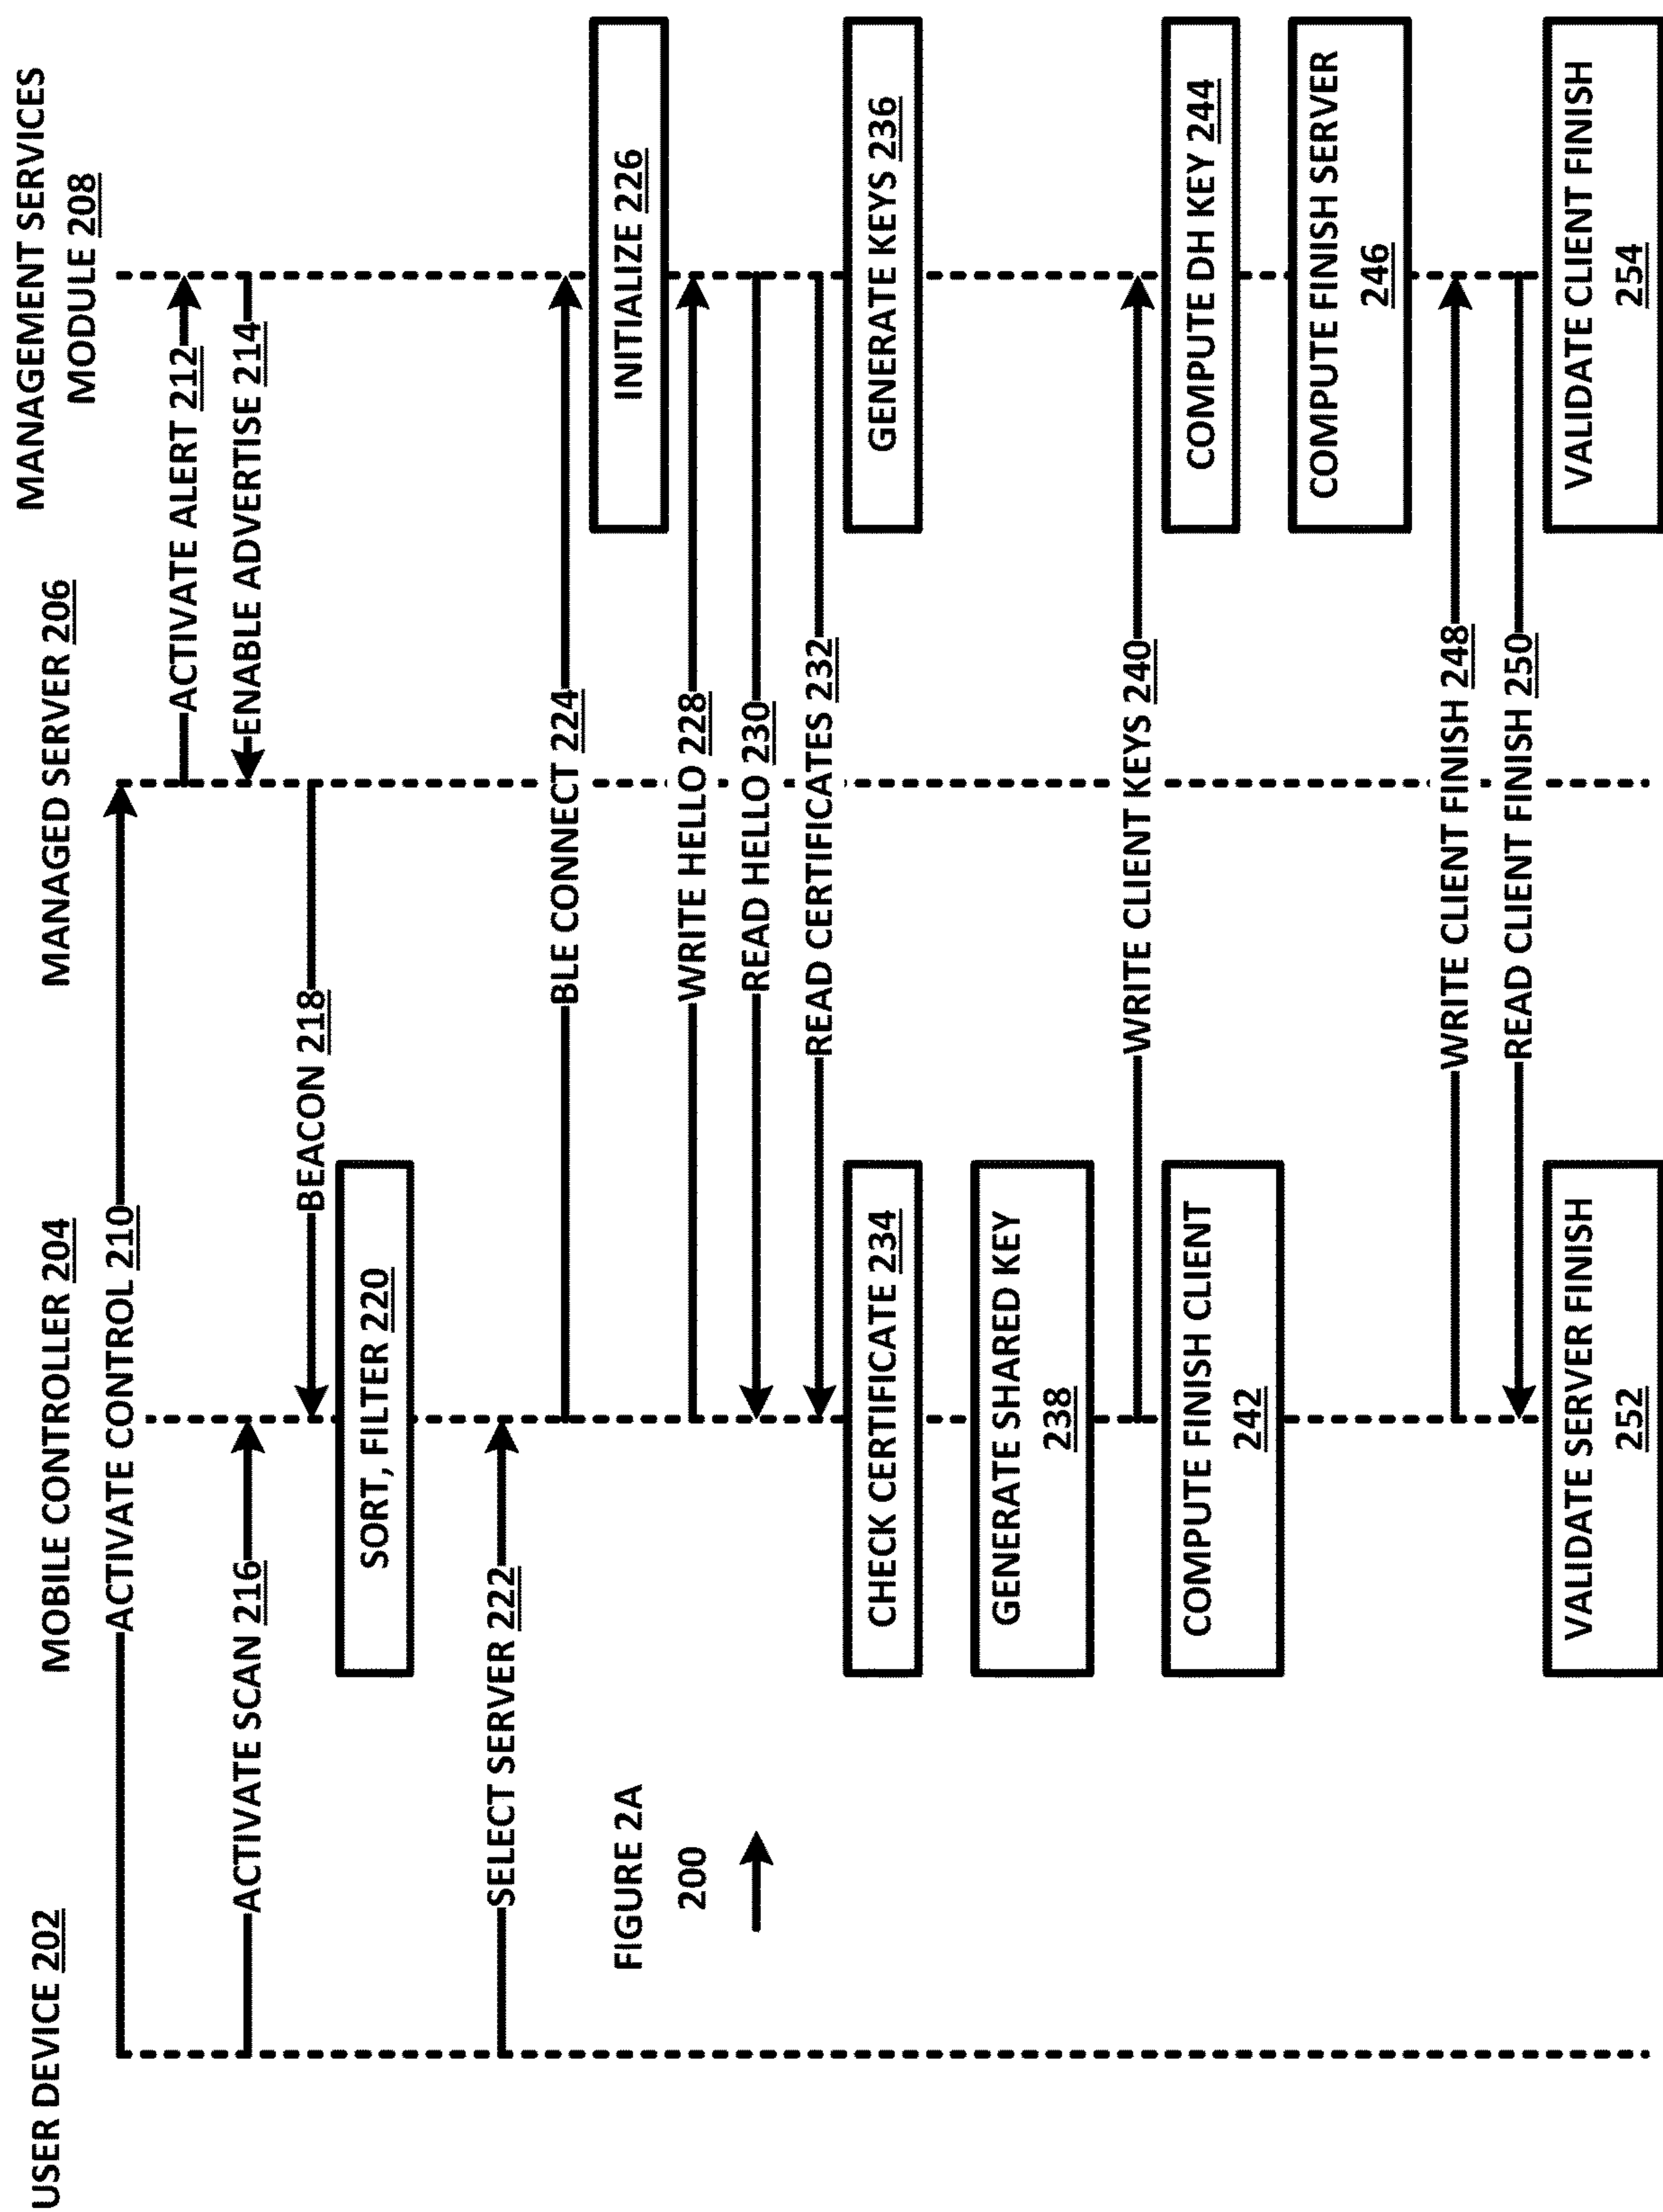 USER DEVICE 202
MOBILE CONTROLLER 204
MANAGED SERVER 206
MANAGEMENT SERVICES
MODULE 208
ACTIVATE CONTROL 210
ACTIVATE ALERT 212
ENABLE ADVERTISE 214
ACTIVATE SCAN 216
BEACON 218
SORT, FILTER 220
SELECT SERVER 222
BLE CONNECT 224
INITIALIZE 226
FIGURE 2A
200
WRITE HELLO 228
READ HELLO 230
READ CERTIFICATES 232
CHECK CERTIFICATE 234
GENERATE KEYS 236
GENERATE SHARED KEY
238
WRITE CLIENT KEYS 240
COMPUTE FINISH CLIENT
242
COMPUTE DH KEY 244
COMPUTE FINISH SERVER
246
WRITE CLIENT FINISH 248
READ CLIENT FINISH 250
VALIDATE SERVER FINISH
252
VALIDATE CLIENT FINISH
254